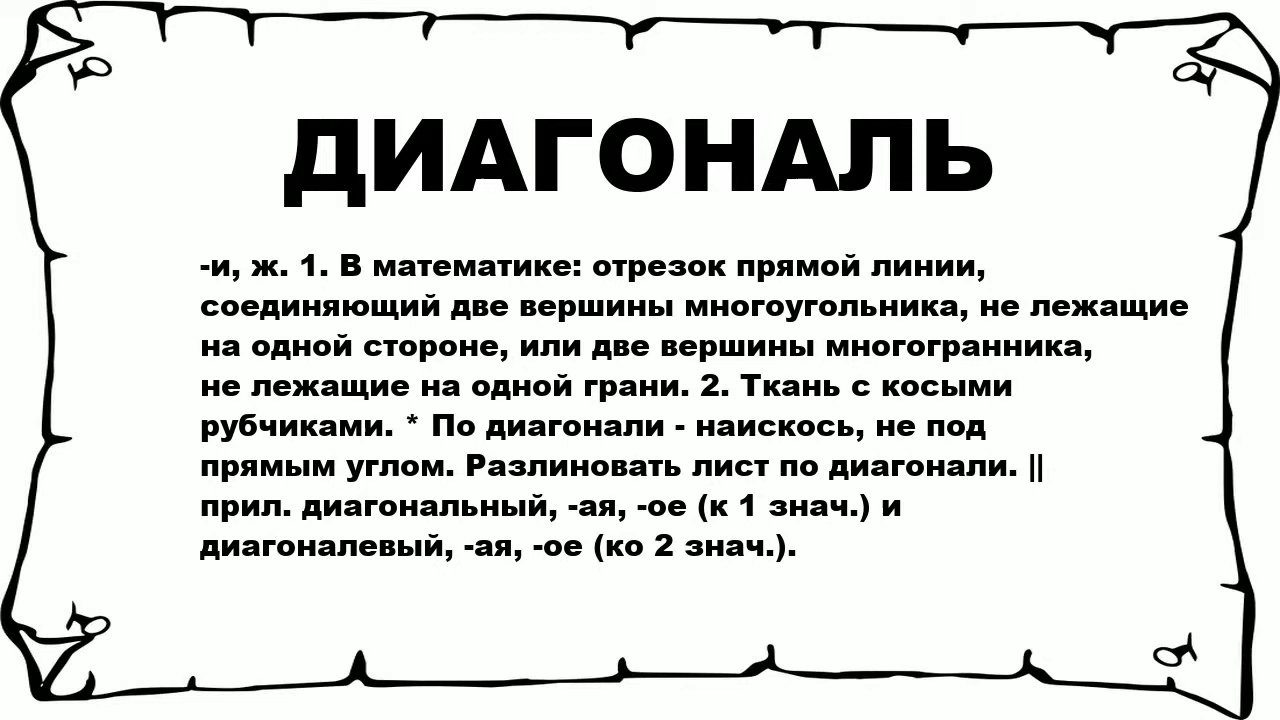 ДИАГОНАЛЬ
-и, ж. 1. В математике: отрезок прямой линии,
соединяющий две вершины многоугольника, не лежащие
на одной стороне, или две вершины многогранника,
не лежащие на одной грани. 2. Ткань с косыми
рубчиками. * По диагонали - наискось, не под
прямым углом. Разлиновать лист по диагонали. ||
прил. диагональный, -ая, -ое (к 1 знач.) и
диагоналевый, -ая, -ое (ко 2 знач.).